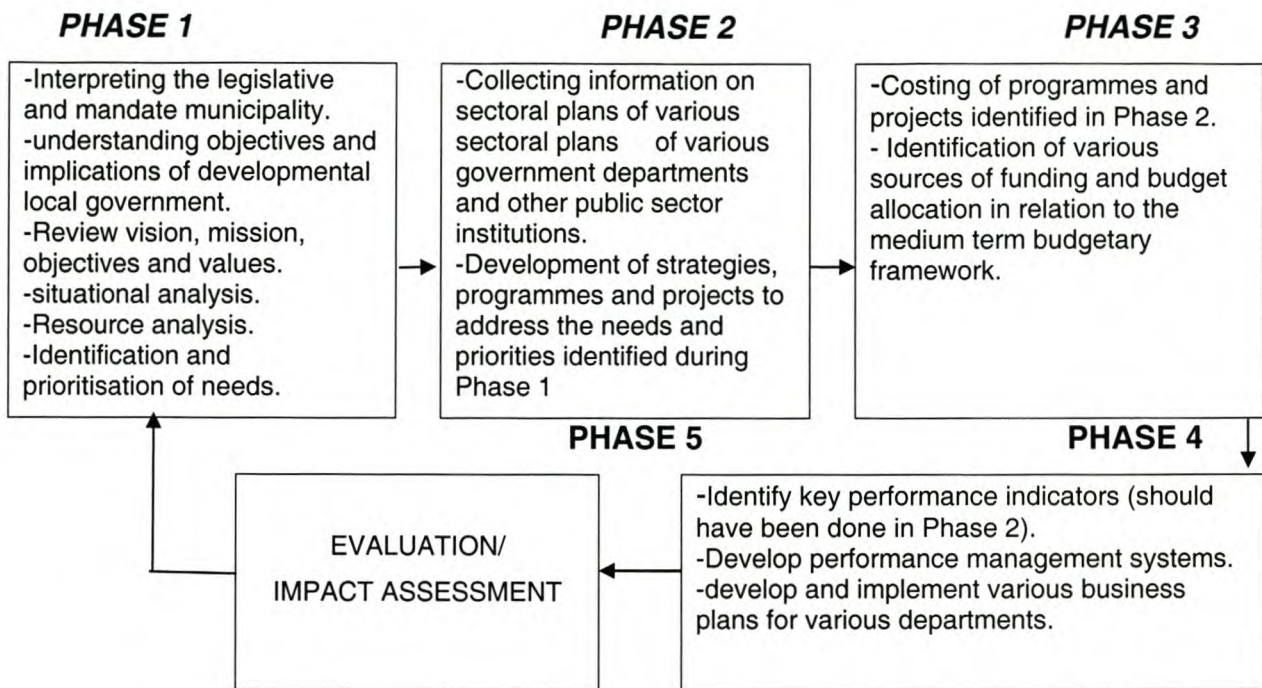 PHASE 1
-Interpreting the legislative
and mandate municipality.
-understanding objectives and
implications of developmental
local government.
-Review vision, mission,
objectives and values.
-situational analysis.
-Resource analysis.
-Identification and
prioritisation of needs.
PHASE 2
-Collecting information on
sectoral plans of various
sectoral plans of various
government departments
and other public sector
institutions.
-Development of strategies,
programmes and projects to
address the needs and
priorities identified during
Phase 1
PHASE 3
-Costing of programmes and
projects identified in Phase 2.
- Identification of various
sources of funding and budget
allocation in relation to the
medium term budgetary
framework.
PHASE 4
-Identify key performance indicators (should
have been done in Phase 2).
-Develop performance management systems.
-develop and implement various business
plans for various departments.
PHASE 5
EVALUATION/
IMPACT ASSESSMENT